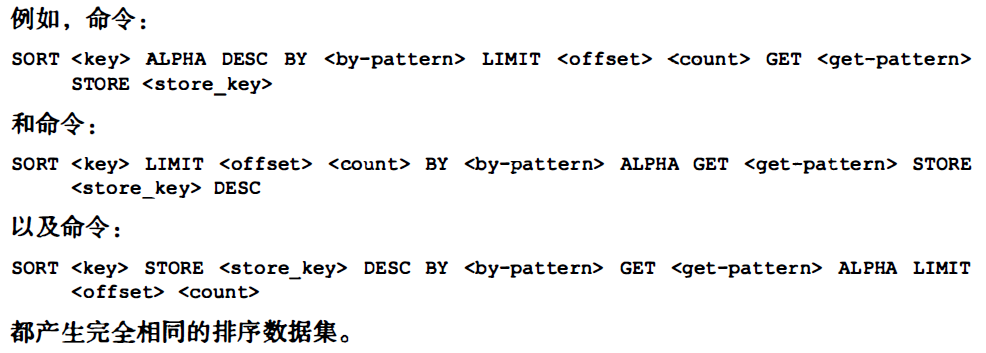 例如，命令：
SORT <key> ALPHA DESC BY <by-pattern> LIMIT <offset> <count> GET <get-pattern>
STORE <store_key>
和命令：
SORT <key> LIMIT <offset> <count> BY <by-pattern> ALPHA GET <get-pattern> STORE
<store_key> DESC
以及命令：
SORT <key> STORE <store_key> DESC BY <by-pattern> GET <get-pattern> ALPHA LIMIT
<offset> <count>
都产生完全相同的排序数据集。